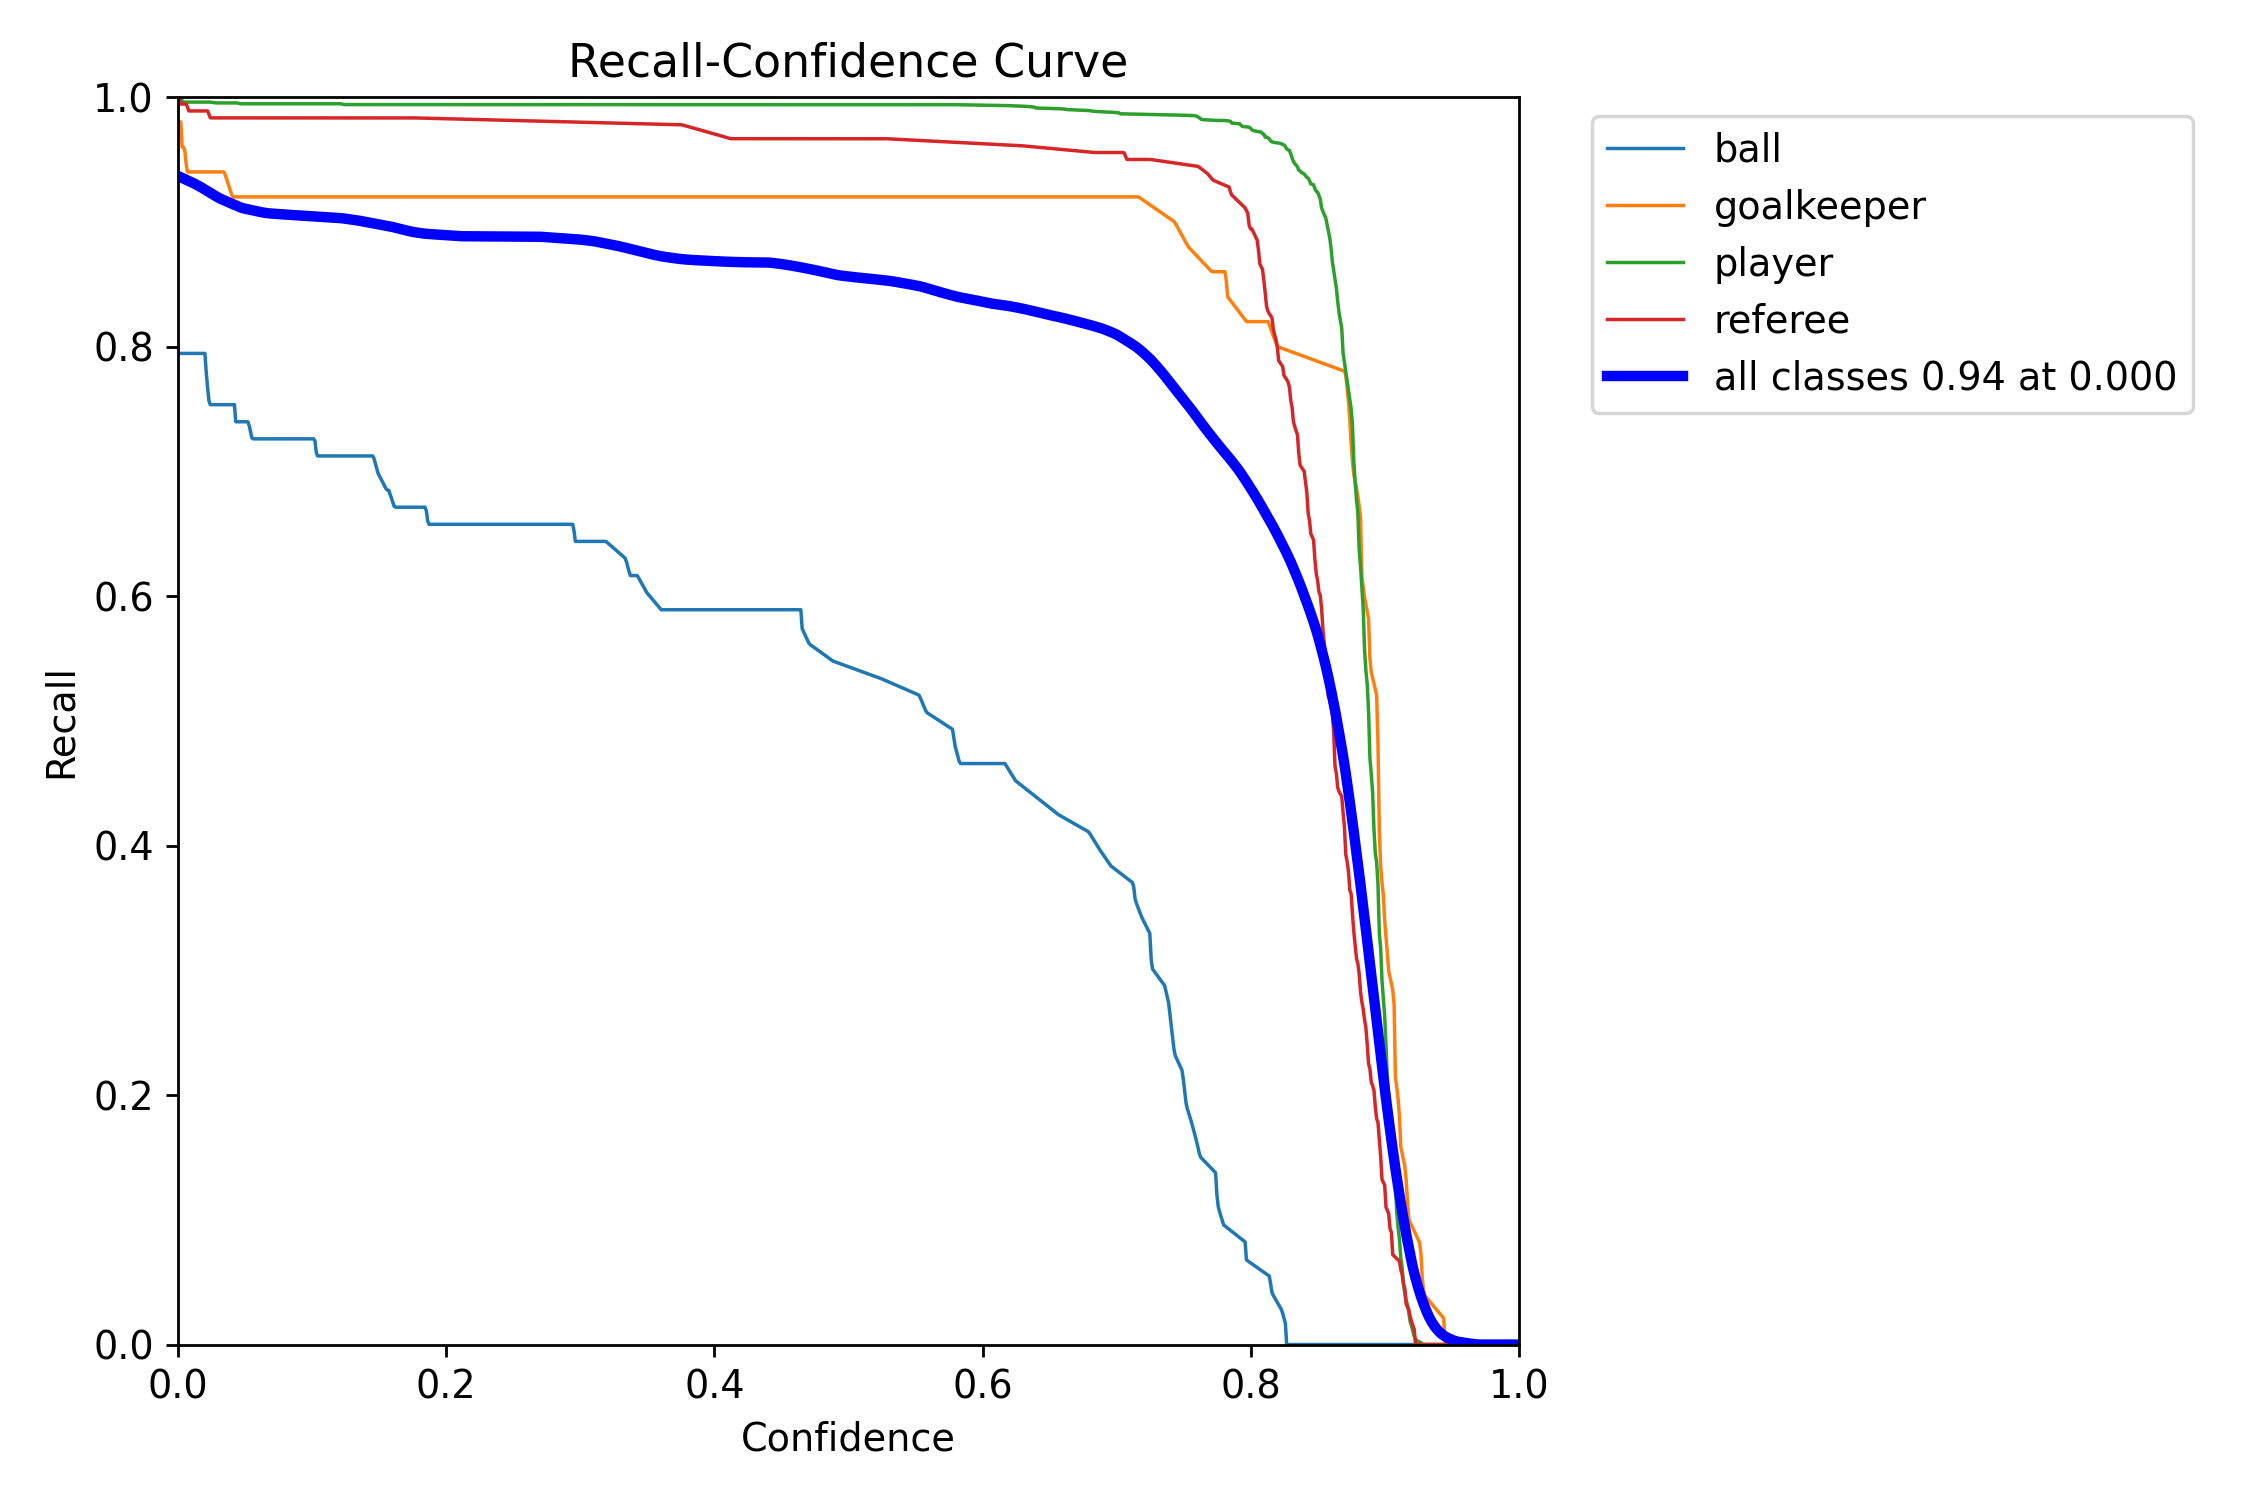 Recall-Confidence Curve
1.0
0.8
0.6
0.4
0.2
0.0
Recall
0.0 0.2 0.4 0.6 0.8 1.0
Confidence
ball
goalkeeper
player
referee
all classes 0.94 at 0.000